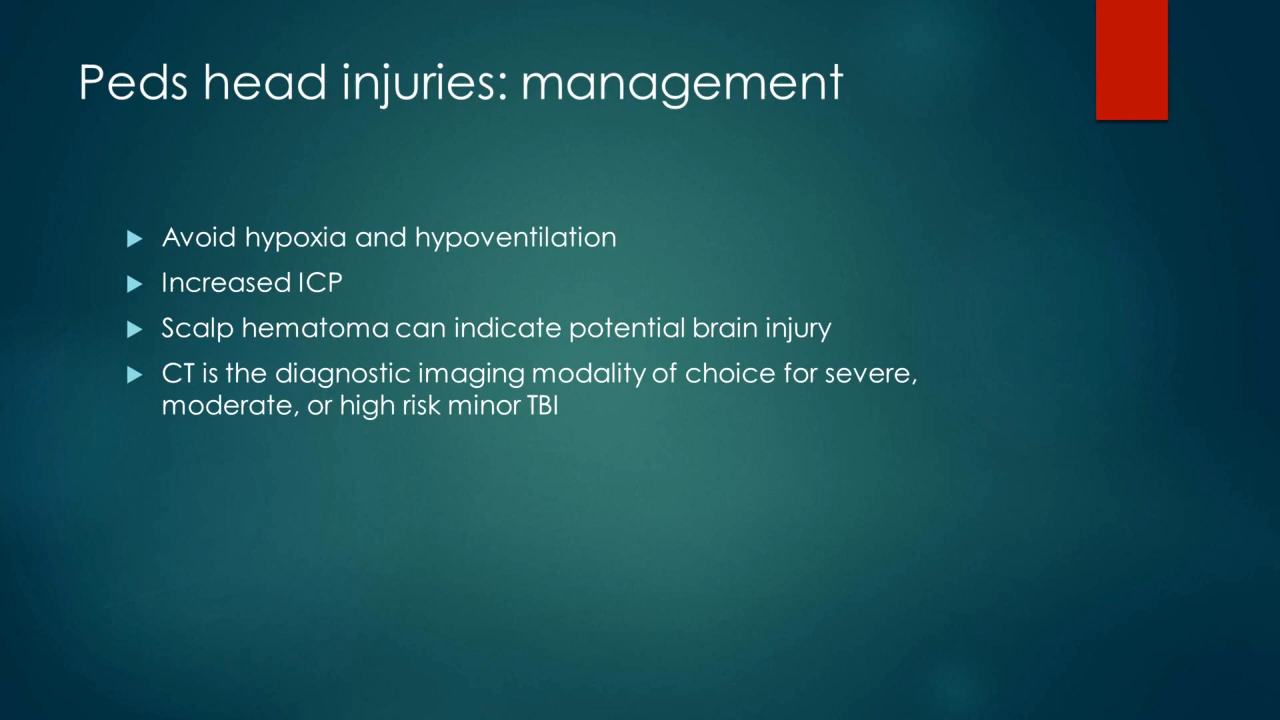 Peds head injuries: management
Avoid hypoxia and hypoventilation
Increased ICP
Scalp hematoma can indicate potential brain injury
CT is the diagnostic imaging modality of choice for severe,
moderate, or high risk minor TBI